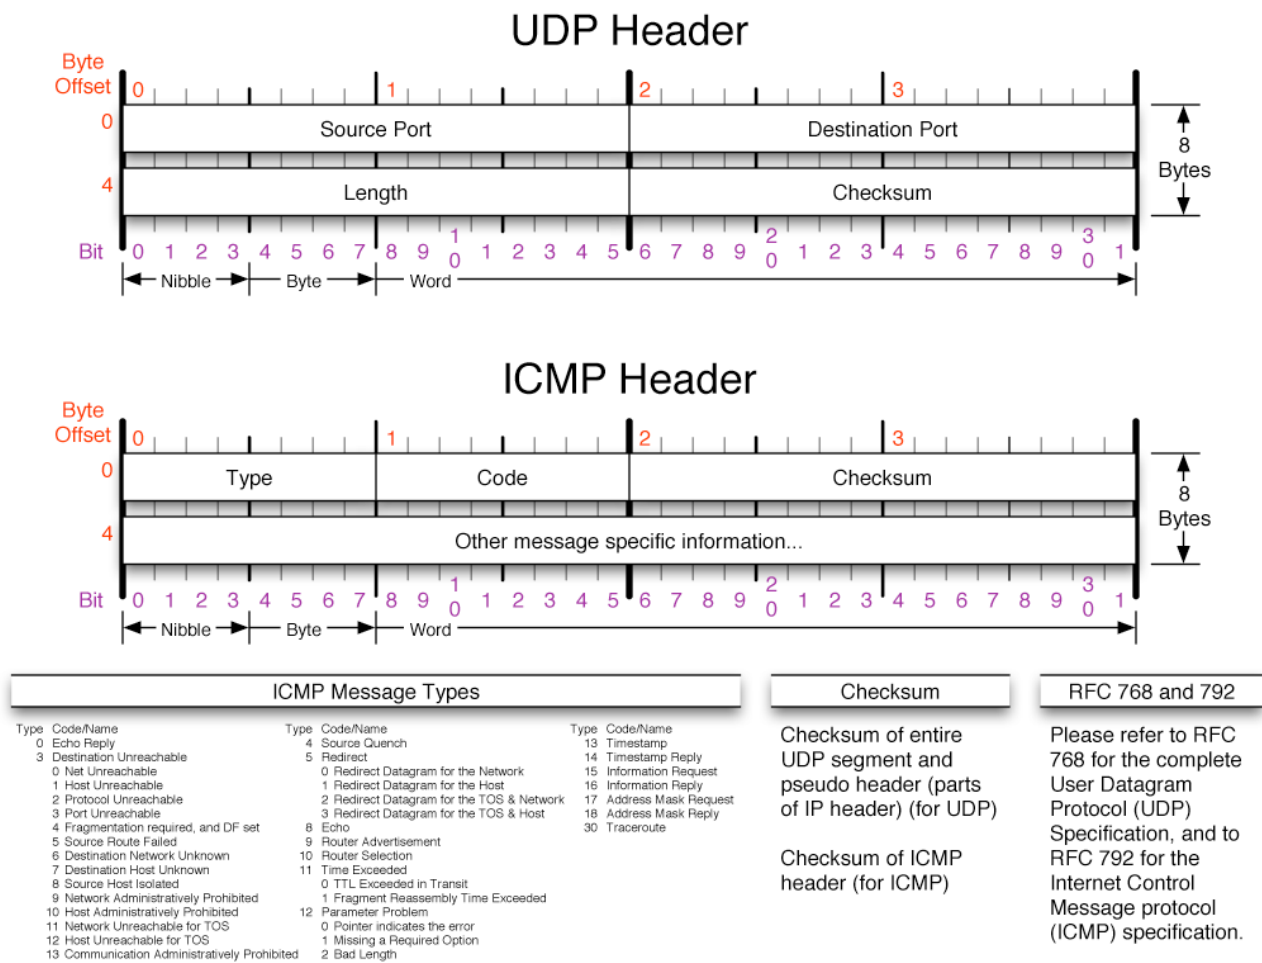 UDP Header
Byte
Offset
0 1 2 3
0
Source Port Destination Port
8
Bytes
4
Length Checksum
Bit 0 1 2 3 4 5 6 7 8 9 10 1 2 3 4 5 6 7 8 9 20 1 2 3 4 5 6 7 8 9 30 1
Nibble Byte Word
ICMP Header
Byte
Offset
0 1 2 3
0
Type Code Checksum
8
Bytes
4
Other message specific information...
Bit 0 1 2 3 4 5 6 7 8 9 10 1 2 3 4 5 6 7 8 9 20 1 2 3 4 5 6 7 8 9 30 1
Nibble Byte Word
ICMP Message Types
Type Code/Name
0 Echo Reply
3 Destination Unreachable
0 Net Unreachable
1 Host Unreachable
2 Protocol Unreachable
3 Port Unreachable
4 Fragmentation required, and DF set
5 Source Route Failed
6 Destination Network Unknown
7 Destination Host Unknown
8 Source Host Isolated
9 Network Administratively Prohibited
10 Host Administratively Prohibited
11 Network Unreachable for TOS
12 Host Unreachable for TOS
13 Communication Administratively Prohibited
Type Code/Name
4 Source Quench
5 Redirect
0 Redirect Datagram for the Network
1 Redirect Datagram for the Host
2 Redirect Datagram for the TOS & Network
3 Redirect Datagram for the TOS & Host
8 Echo
9 Router Advertisement
10 Router Selection
11 Time Exceeded
0 TTL Exceeded in Transit
1 Fragment Reassembly Time Exceeded
12 Parameter Problem
0 Pointer indicates the error
1 Missing a Required Option
2 Bad Length
Type Code/Name
13 Timestamp
14 Timestamp Reply
15 Information Request
16 Information Reply
17 Address Mask Request
18 Address Mask Reply
30 Traceroute
Checksum
Checksum of entire
UDP segment and
pseudo header (parts
of IP header) (for UDP)
Checksum of ICMP
header (for ICMP)
RFC 768 and 792
Please refer to RFC
768 for the complete
User Datagram
Protocol (UDP)
Specification, and to
RFC 792 for the
Internet Control
Message protocol
(ICMP) specification.